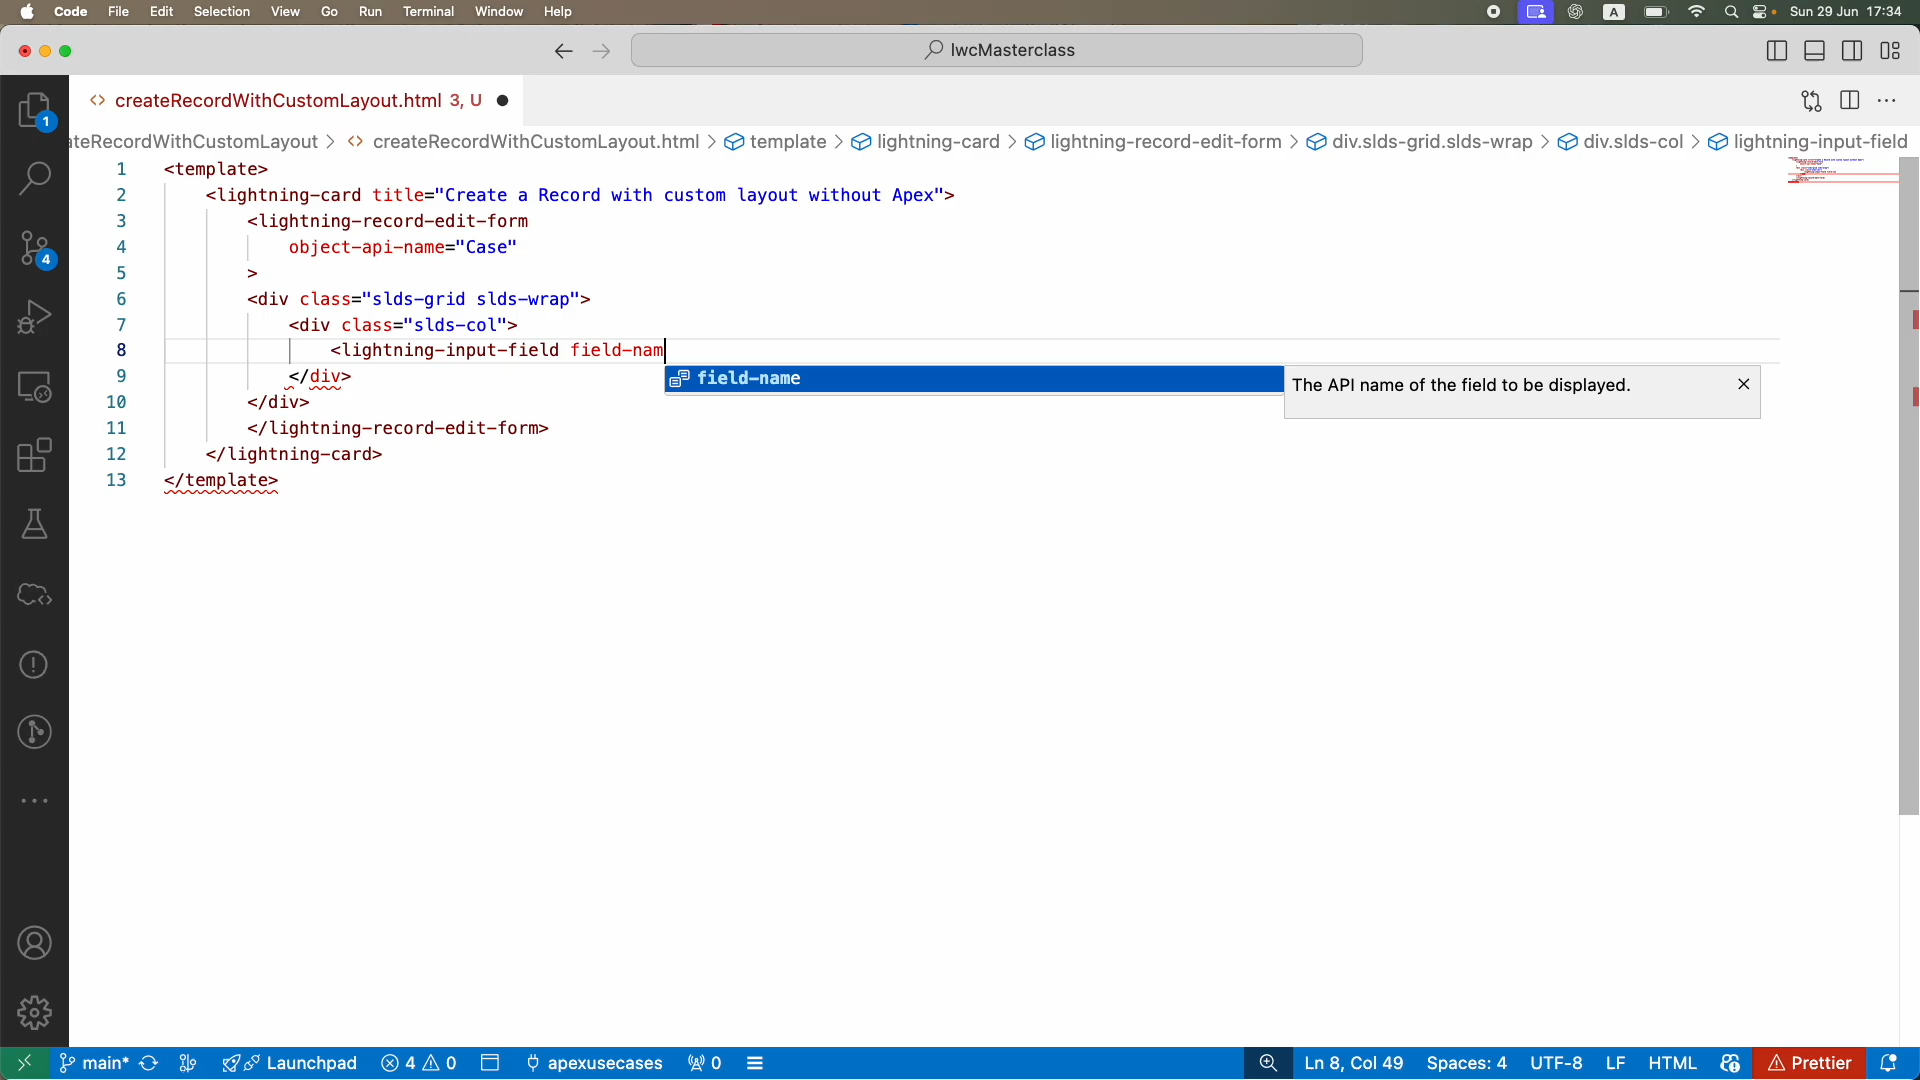 Code File Edit Selection View Go Run Terminal Window Help A Sun 29 Jun 17:34
lwcMasterclass
<> createRecordWithCustomLayout.html 3, U
ateRecordWithCustomLayout > <> createRecordWithCustomLayout.html > template > lightning-card > lightning-record-edit-form > div.slds-grid.slds-wrap > div.slds-col > lightning-input-field
1 <template>
2 <lightning-card title="Create a Record with custom layout without Apex">
3 <lightning-record-edit-form
4 object-api-name="Case"
5 >
6 <div class="slds-grid slds-wrap">
7 <div class="slds-col">
8 <lightning-input-field field-nam
9 </div>
field-name
The API name of the field to be displayed.
10 </div>
11 </lightning-record-edit-form>
12 </lightning-card>
13 </template>
1
4
main* Launchpad 4 0 apexusecases 0 Ln 8, Col 49 Spaces: 4 UTF-8 LF HTML Prettier